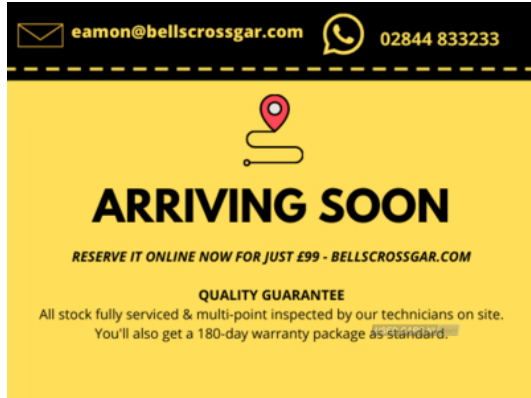 eamon@bellscrossgar.com
02844 833233
ARRIVING SOON
RESERVE IT ONLINE NOW FOR JUST £99 - BELLSCROSSGAR.COM
QUALITY GUARANTEE
All stock fully serviced & multi-point inspected by our technicians on site.
You'll also get a 180-day warranty package as standard.